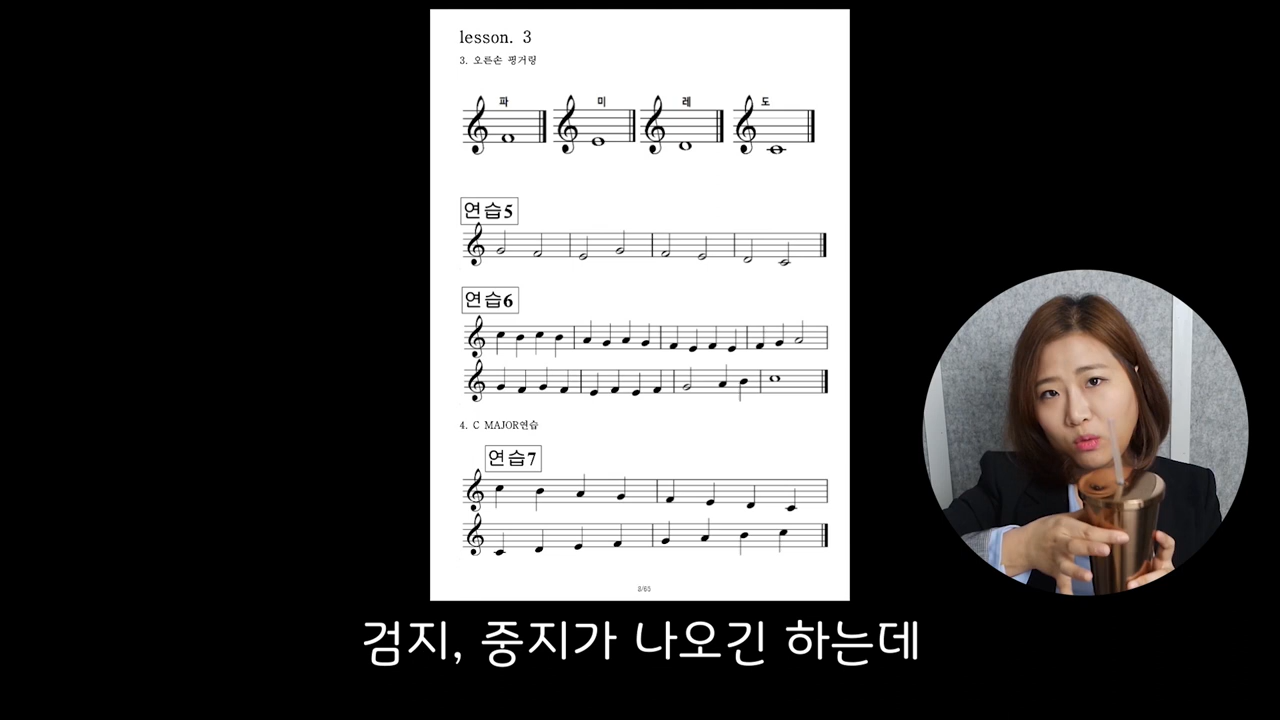 lesson. 3
3. 오른손 핑거링
파 미 레 도
연습5
연습6
4. C MAJOR연습
연습7
8/65
검지, 중지가 나오긴 하는데